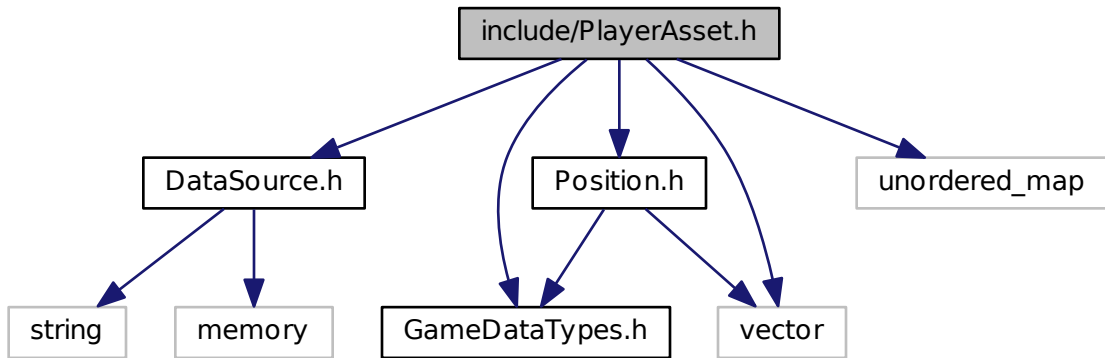 include/PlayerAsset.h
DataSource.h
Position.h
unordered_map
string
memory
GameDataTypes.h
vector